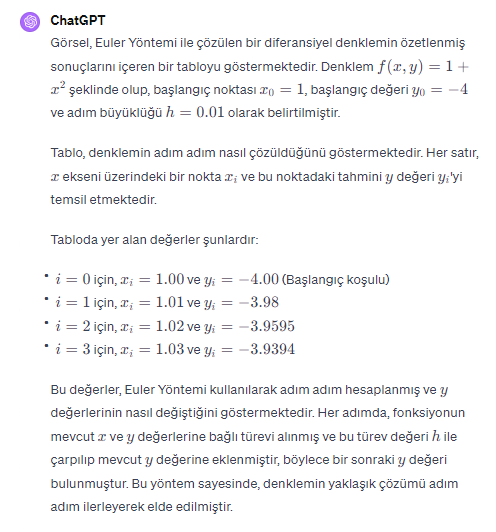 ChatGPT
Görsel, Euler Yöntemi ile çözülen bir diferansiyel denklemin özetlenmiş
sonuçlarını içeren bir tabloyu göstermektedir. Denklem f(x, y) = 1 +
x² şeklinde olup, başlangıç noktası x₀ = 1, başlangıç değeri y₀ = −4
ve adım büyüklüğü h = 0.01 olarak belirtilmiştir.
Tablo, denklemin adım adım nasıl çözüldüğünü göstermektedir. Her satır,
x ekseni üzerindeki bir nokta xᵢ ve bu noktadaki tahmini y değeri yᵢ'yi
temsil etmektedir.
Tabloda yer alan değerler şunlardır:
• i = 0 için, xᵢ = 1.00 ve yᵢ = −4.00 (Başlangıç koşulu)
• i = 1 için, xᵢ = 1.01 ve yᵢ = −3.98
• i = 2 için, xᵢ = 1.02 ve yᵢ = −3.9595
• i = 3 için, xᵢ = 1.03 ve yᵢ = −3.9394
Bu değerler, Euler Yöntemi kullanılarak adım adım hesaplanmış ve y
değerlerinin nasıl değiştiğini göstermektedir. Her adımda, fonksiyonun
mevcut x ve y değerlerine bağlı türevi alınmış ve bu türev değeri h ile
çarpılıp mevcut y değerine eklenmiştir, böylece bir sonraki y değeri
bulunmuştur. Bu yöntem sayesinde, denklemin yaklaşık çözümü adım
adım ilerleyerek elde edilmiştir.